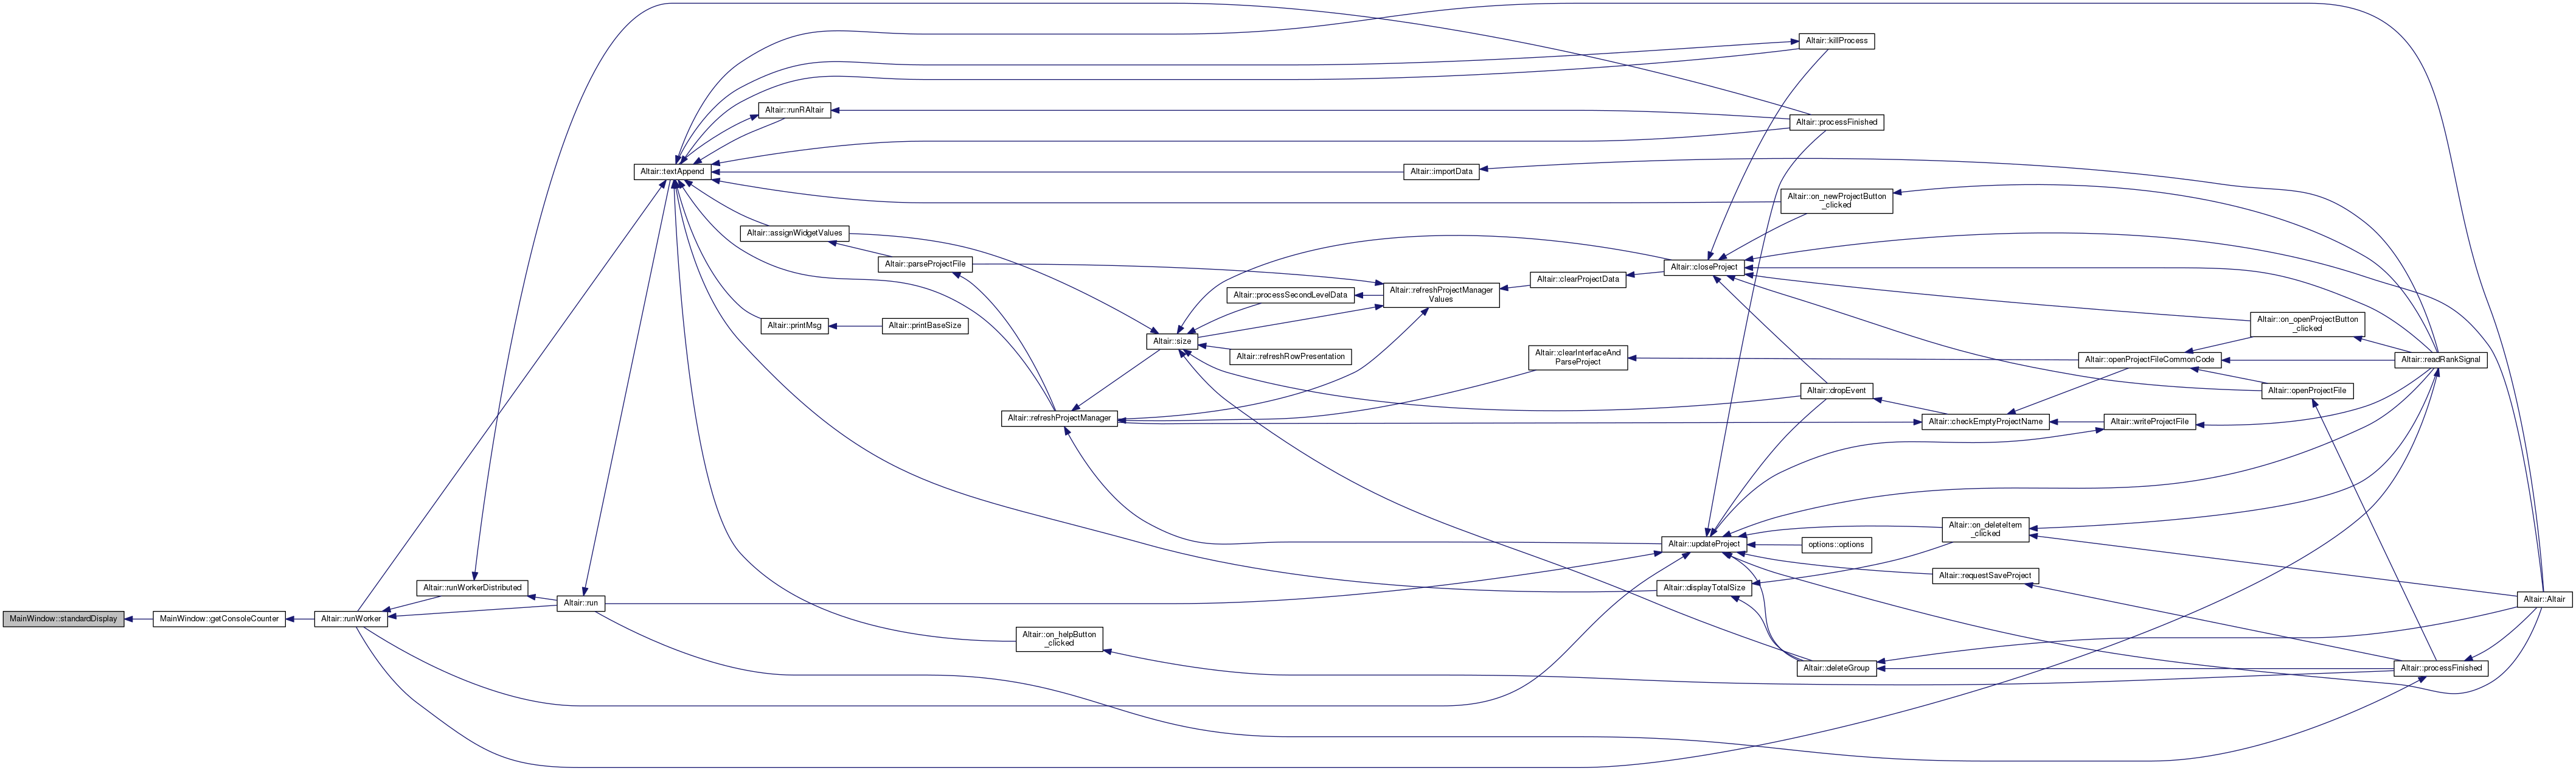 Altair::killProcess
Altair::runRAltair
Altair::processFinished
Altair::textAppend
Altair::importData
Altair::on_newProjectButton
_clicked
Altair::assignWidgetValues
Altair::parseProjectFile
Altair::closeProject
Altair::clearProjectData
Altair::processSecondLevelData
Altair::refreshProjectManager
Values
Altair::printMsg
Altair::printBaseSize
Altair::on_openProjectButton
_clicked
Altair::size
Altair::refreshRowPresentation
Altair::clearInterfaceAnd
ParseProject
Altair::openProjectFileCommonCode
Altair::readRankSignal
Altair::dropEvent
Altair::openProjectFile
Altair::refreshProjectManager
Altair::checkEmptyProjectName
Altair::writeProjectFile
Altair::on_deleteItem
_clicked
Altair::updateProject
options::options
Altair::requestSaveProject
Altair::runWorkerDistributed
Altair::displayTotalSize
Altair::run
Altair::Altair
MainWindow::standardDisplay
MainWindow::getConsoleCounter
Altair::runWorker
Altair::on_helpButton
_clicked
Altair::deleteGroup
Altair::processFinished